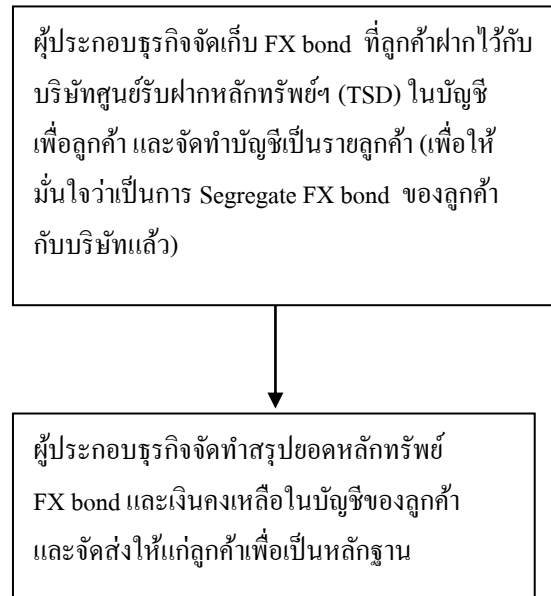 ผู้ประกอบธุรกิจจัดเก็บ FX bond ที่ลูกค้าฝากไว้กับ
บริษัทศูนย์รับฝากหลักทรัพย์ฯ (TSD) ในบัญชี
เพื่อลูกค้า และจัดทำบัญชีเป็นรายลูกค้า (เพื่อให้
มั่นใจว่าเป็นการ Segregate FX bond ของลูกค้า
กับบริษัทแล้ว)
ผู้ประกอบธุรกิจจัดทำสรุปยอดหลักทรัพย์
FX bond และเงินคงเหลือในบัญชีของลูกค้า
และจัดส่งให้แก่ลูกค้าเพื่อเป็นหลักฐาน